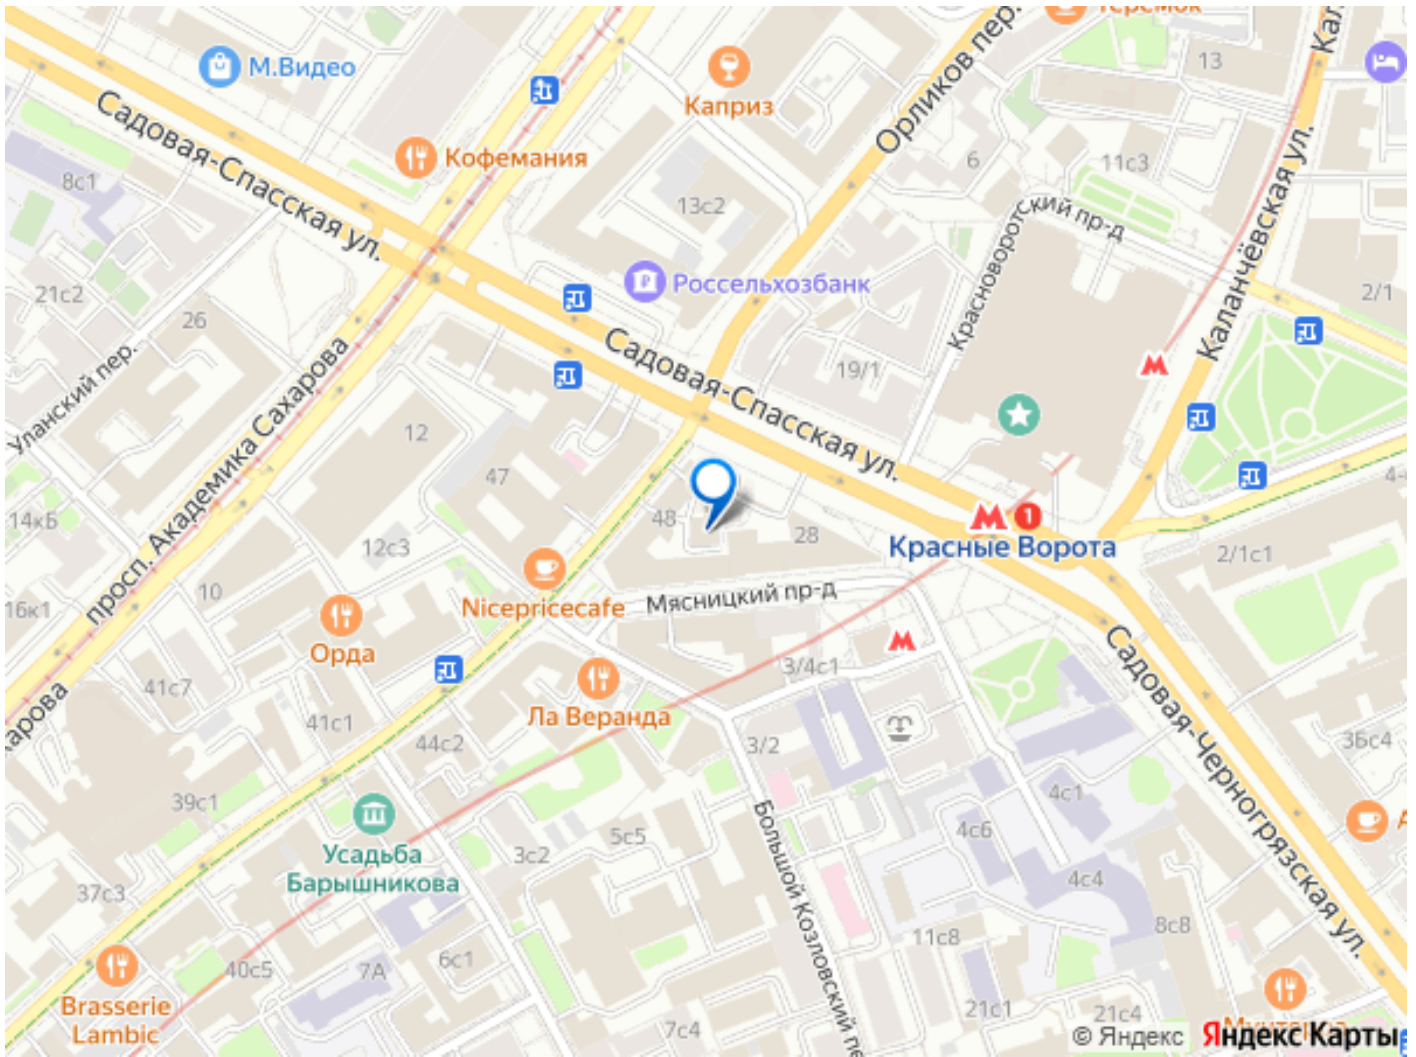 Теремок
Орликов пер.
М.Видео
Каприз
13
Садовая-Спасская ул.
Кофемания
6
11с3
8с1
13с2
Красноворотский пр-д
Каланчёвская ул.
Россельхозбанк
21с2
2/1
26
Садовая-Спасская ул.
19/1
Уланский пер.
просп. Академика Сахарова
12
47
48
28
1
Красные Ворота
14кБ
12с3
2/1с1
10
Nicepricecafe
Мясницкий пр-д
16к1
Орда
3/4с1
Садовая-Черногрязская ул.
41с7
Ла Веранда
41с1
44с2
3/2
36с4
39с1
4с1
Усадьба
Барышникова
5с5
3с2
4с6
Большой Козловский пе
37с3
4с4
11с8
8с8
40с5
7А
6с1
Brasserie
Lambic
7с4
21с1
21с4
© Яндекс
Яндекс Карты